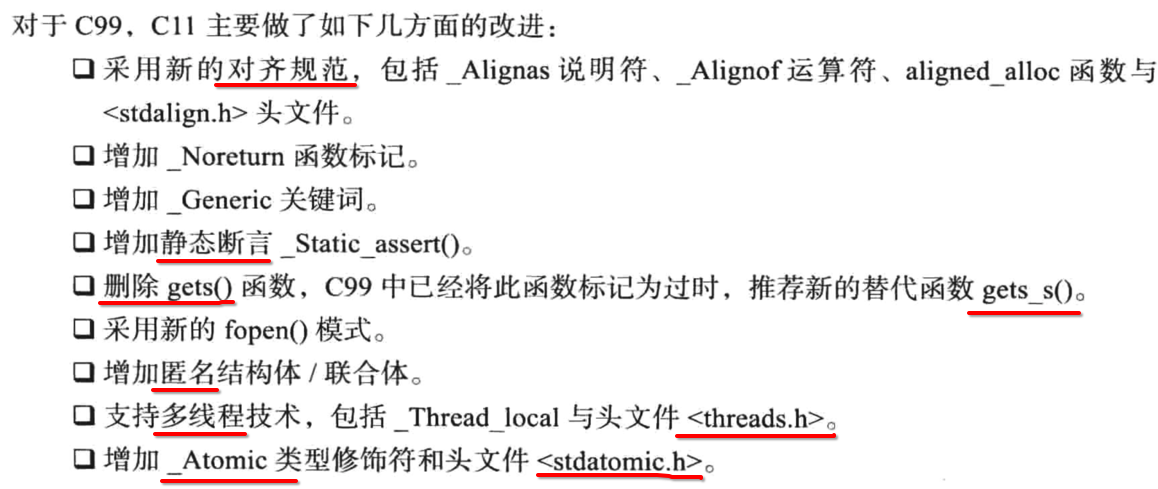 对于 C99，C11 主要做了如下几方面的改进：
❑ 采用新的对齐规范，包括 _Alignas 说明符、_Alignof 运算符、aligned_alloc 函数与
<stdalign.h> 头文件。
❑ 增加 _Noreturn 函数标记。
❑ 增加 _Generic 关键词。
❑ 增加静态断言 _Static_assert()。
❑ 删除 gets() 函数，C99 中已经将此函数标记为过时，推荐新的替代函数 gets_s()。
❑ 采用新的 fopen() 模式。
❑ 增加匿名结构体 / 联合体。
❑ 支持多线程技术，包括 _Thread_local 与头文件 <threads.h>。
❑ 增加 _Atomic 类型修饰符和头文件 <stdatomic.h>。